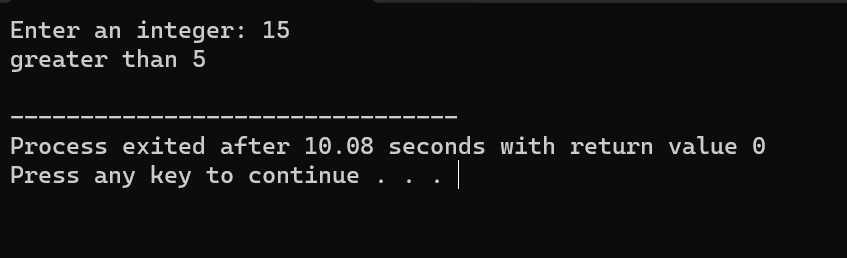 Enter an integer: 15
greater than 5
--------------------------------
Process exited after 10.08 seconds with return value 0
Press any key to continue . . .